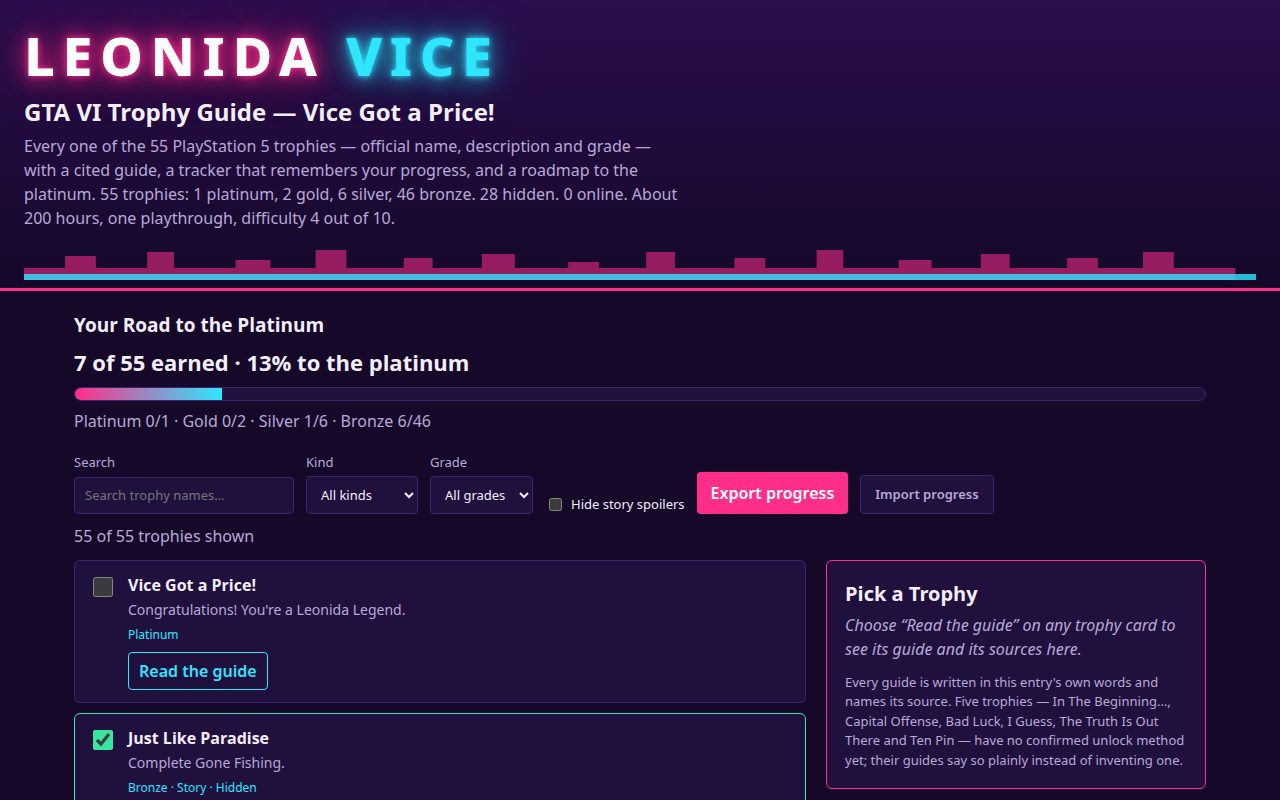 LEONIDA VICE
GTA VI Trophy Guide — Vice Got a Price!
Every one of the 55 PlayStation 5 trophies — official name, description and grade —
with a cited guide, a tracker that remembers your progress, and a roadmap to the
platinum. 55 trophies: 1 platinum, 2 gold, 6 silver, 46 bronze. 28 hidden. 0 online. About
200 hours, one playthrough, difficulty 4 out of 10.
Your Road to the Platinum
7 of 55 earned · 13% to the platinum
Platinum 0/1 · Gold 0/2 · Silver 1/6 · Bronze 6/46
Search
Kind
Grade
Search trophy names...
All kinds
All grades
Hide story spoilers
Export progress
Import progress
55 of 55 trophies shown
Vice Got a Price!
Congratulations! You're a Leonida Legend.
Platinum
Read the guide
Just Like Paradise
Complete Gone Fishing.
Bronze · Story · Hidden
Pick a Trophy
Choose “Read the guide” on any trophy card to
see its guide and its sources here.
Every guide is written in this entry's own words and
names its source. Five trophies — In The Beginning...,
Capital Offense, Bad Luck, I Guess, The Truth Is Out
There and Ten Pin — have no confirmed unlock method
yet; their guides say so plainly instead of inventing one.